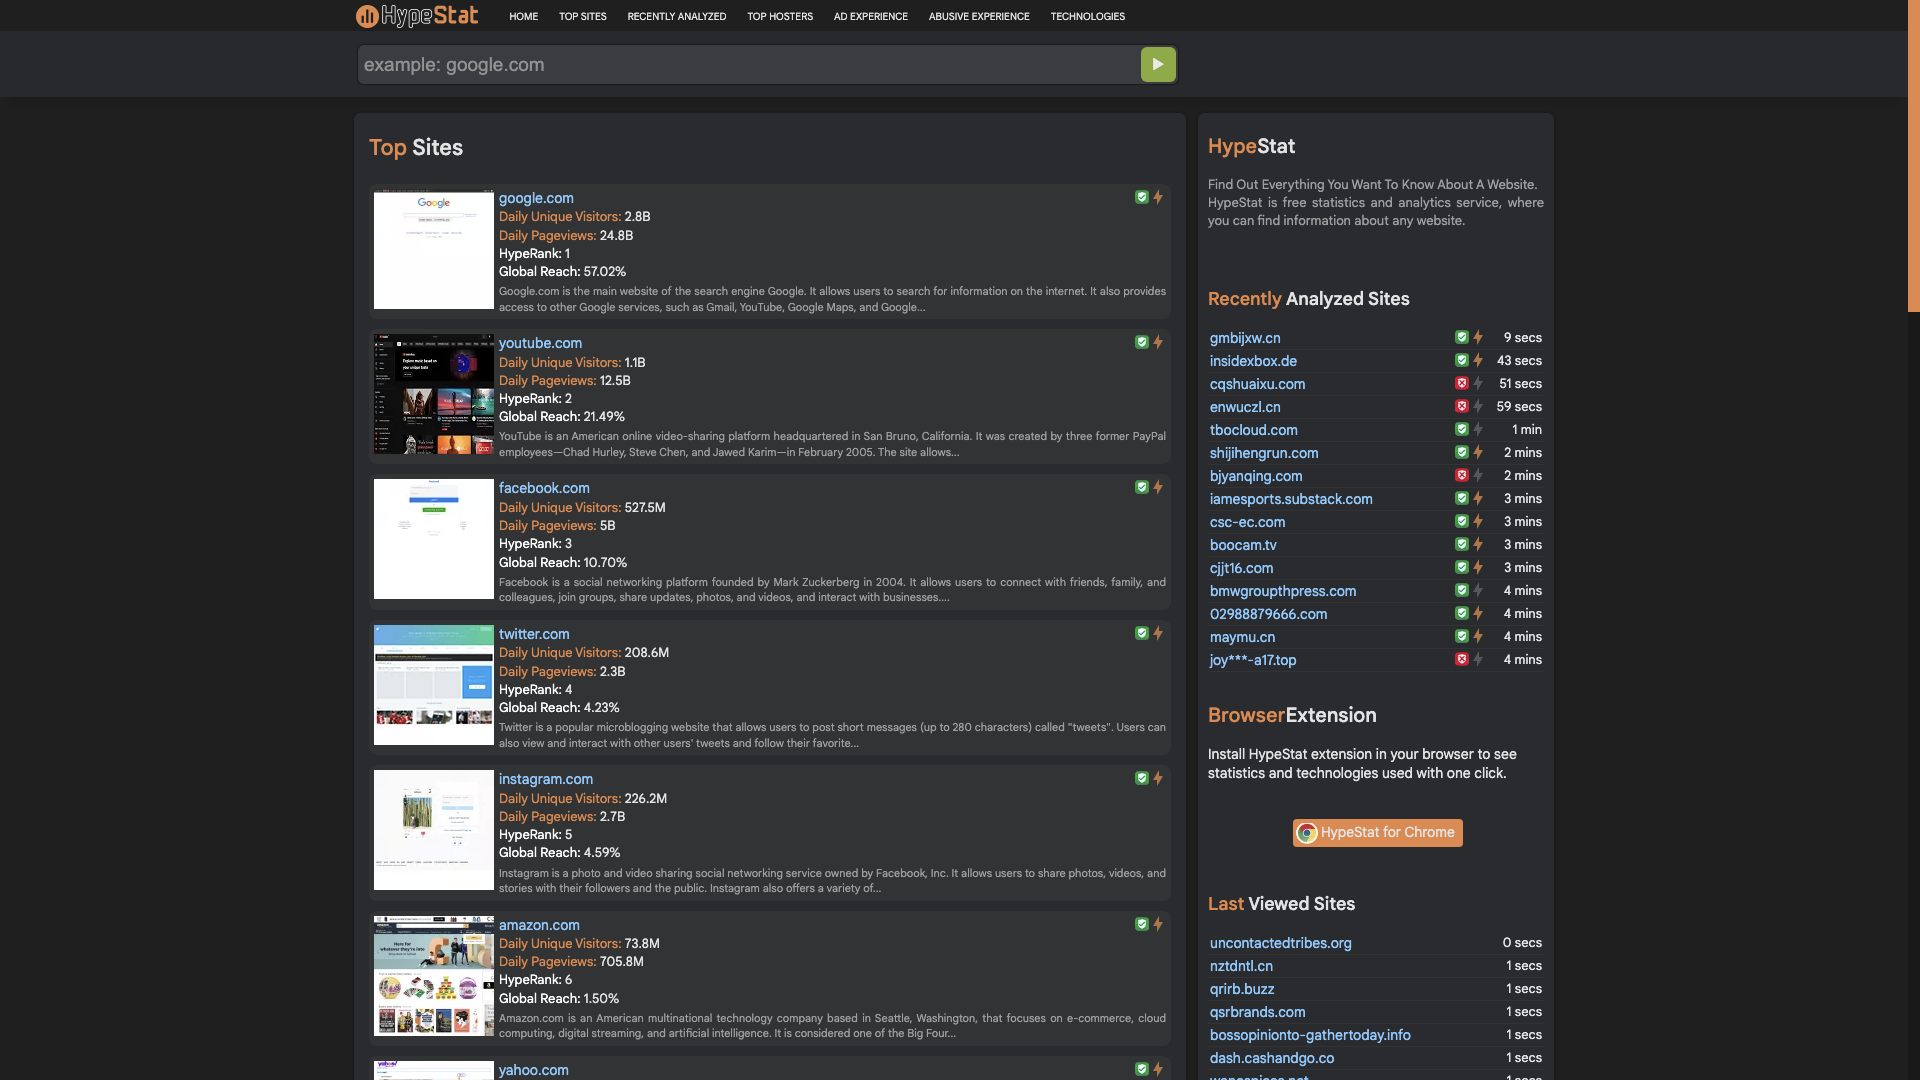 HypeStat
HOME TOP SITES RECENTLY ANALYZED TOP HOSTERS AD EXPERIENCE ABUSIVE EXPERIENCE TECHNOLOGIES
example: google.com
Top Sites
Google
google.com
Daily Unique Visitors: 2.8B
Daily Pageviews: 24.8B
HypeRank: 1
Global Reach: 57.02%
Google.com is the main website of the search engine Google. It allows users to search for information on the internet. It also provides
access to other Google services, such as Gmail, YouTube, Google Maps, and Google...
youtube.com
Daily Unique Visitors: 1.1B
Daily Pageviews: 12.5B
HypeRank: 2
Global Reach: 21.49%
YouTube is an American online video-sharing platform headquartered in San Bruno, California. It was created by three former PayPal
employees—Chad Hurley, Steve Chen, and Jawed Karim—in February 2005. The site allows...
facebook.com
Daily Unique Visitors: 527.5M
Daily Pageviews: 5B
HypeRank: 3
Global Reach: 10.70%
Facebook is a social networking platform founded by Mark Zuckerberg in 2004. It allows users to connect with friends, family, and
colleagues, join groups, share updates, photos, and videos, and interact with businesses....
twitter.com
Daily Unique Visitors: 208.6M
Daily Pageviews: 2.3B
HypeRank: 4
Global Reach: 4.23%
Twitter is a popular microblogging website that allows users to post short messages (up to 280 characters) called "tweets". Users can
also view and interact with other users' tweets and follow their favorite...
instagram.com
Daily Unique Visitors: 226.2M
Daily Pageviews: 2.7B
HypeRank: 5
Global Reach: 4.59%
Instagram is a photo and video sharing social networking service owned by Facebook, Inc. It allows users to share photos, videos, and
stories with their followers and the public. Instagram also offers a variety of...
amazon.com
Daily Unique Visitors: 73.8M
Daily Pageviews: 705.8M
HypeRank: 6
Global Reach: 1.50%
Amazon.com is an American multinational technology company based in Seattle, Washington, that focuses on e-commerce, cloud
computing, digital streaming, and artificial intelligence. It is considered one of the Big Four...
yahoo!
yahoo.com
HypeStat
Find Out Everything You Want To Know About A Website.
HypeStat is free statistics and analytics service, where
you can find information about any website.
Recently Analyzed Sites
gmbijxw.cn 9 secs
insidexbox.de 43 secs
cqshuaixu.com 51 secs
enwuczl.cn 59 secs
tbocloud.com 1 min
shijihengrun.com 2 mins
bjyanqing.com 2 mins
iamesports.substack.com 3 mins
csc-ec.com 3 mins
boocam.tv 3 mins
cjjt16.com 3 mins
bmwgroupthpress.com 4 mins
02988879666.com 4 mins
maymu.cn 4 mins
joy***-a17.top 4 mins
BrowserExtension
Install HypeStat extension in your browser to see
statistics and technologies used with one click.
HypeStat for Chrome
Last Viewed Sites
uncontactedtribes.org 0 secs
nztdntl.cn 1 secs
qrirb.buzz 1 secs
qsrbrands.com 1 secs
bossopinionto-gathertoday.info 1 secs
dash.cashandgo.co 1 secs